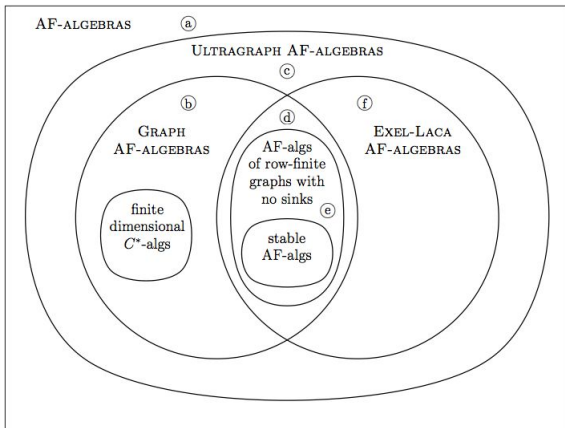 AF-ALGEBRAS ⓐ
ULTRAGRAPH AF-ALGEBRAS
ⓒ
ⓑ
ⓓ
ⓕ
GRAPH
AF-ALGEBRAS
AF-algs
of row-finite
graphs with
no sinks
ⓔ
EXEL-LACA
AF-ALGEBRAS
finite
dimensional
C*-algs
stable
AF-algs